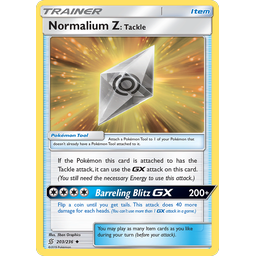 TRAINER Item
Normalium Z: Tackle
Pokémon Tool
Attach a Pokémon Tool to 1 of your Pokémon that
doesn't already have a Pokémon Tool attached to it.
If the Pokémon this card is attached to has the
Tackle attack, it can use the GX attack on this card.
(You still need the necessary Energy to use this attack.)
Barreling Blitz GX 200+
Flip a coin until you get tails. This attack does 40 more
damage for each heads. (You can't use more than 1 GX attack in a game.)
You may play as many Item cards as you like
during your turn (before your attack).
203/236